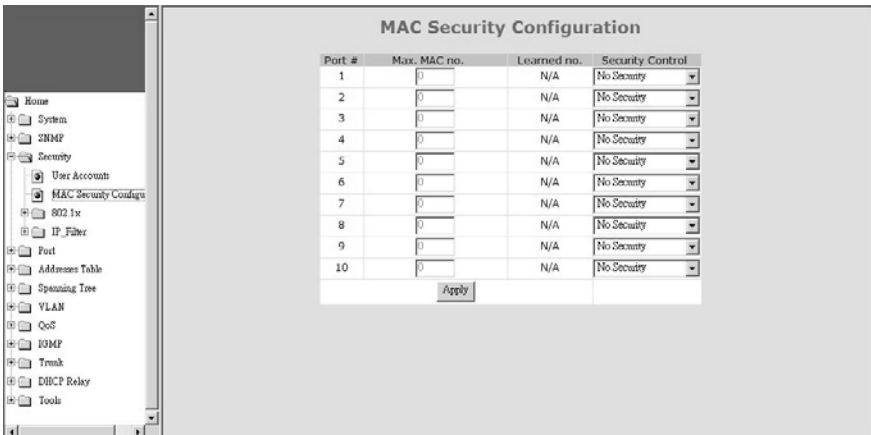 MAC Security Configuration
Port # Max. MAC no. Learned no. Security Control
1 0 N/A No Security
2 0 N/A No Security
3 0 N/A No Security
4 0 N/A No Security
5 0 N/A No Security
6 0 N/A No Security
7 0 N/A No Security
8 0 N/A No Security
9 0 N/A No Security
10 0 N/A No Security
Apply
Home
System
SNMP
Security
User Accounts
MAC Security Configu
802.1x
IP_Filter
Port
Addresses Table
Spanning Tree
VLAN
QoS
IGMP
Trunk
DHCP Relay
Tools